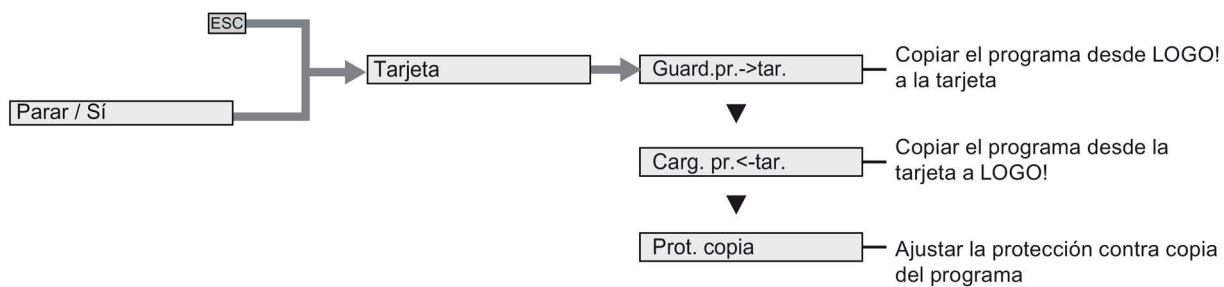 ESC
Parar / Sí
Tarjeta
Guard.pr.->tar.
Copiar el programa desde LOGO!
a la tarjeta
Carg. pr.<-tar.
Copiar el programa desde la
tarjeta a LOGO!
Prot. copia
Ajustar la protección contra copia
del programa